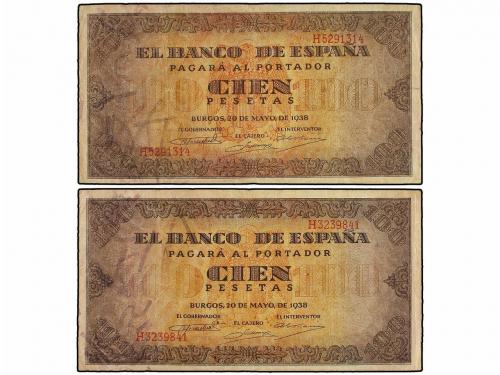 H5291314
EL BANCO DE ESPAÑA
PAGARÁ AL PORTADOR
CIEN
PESETAS
BURGOS, 20 DE MAYO, DE 1938
EL GOBERNADOR EL CAJERO EL INTERVENTOR
H5291314
H3239841
EL BANCO DE ESPAÑA
PAGARÁ AL PORTADOR
CIEN
PESETAS
BURGOS, 20 DE MAYO, DE 1938
EL GOBERNADOR EL CAJERO EL INTERVENTOR
H3239841